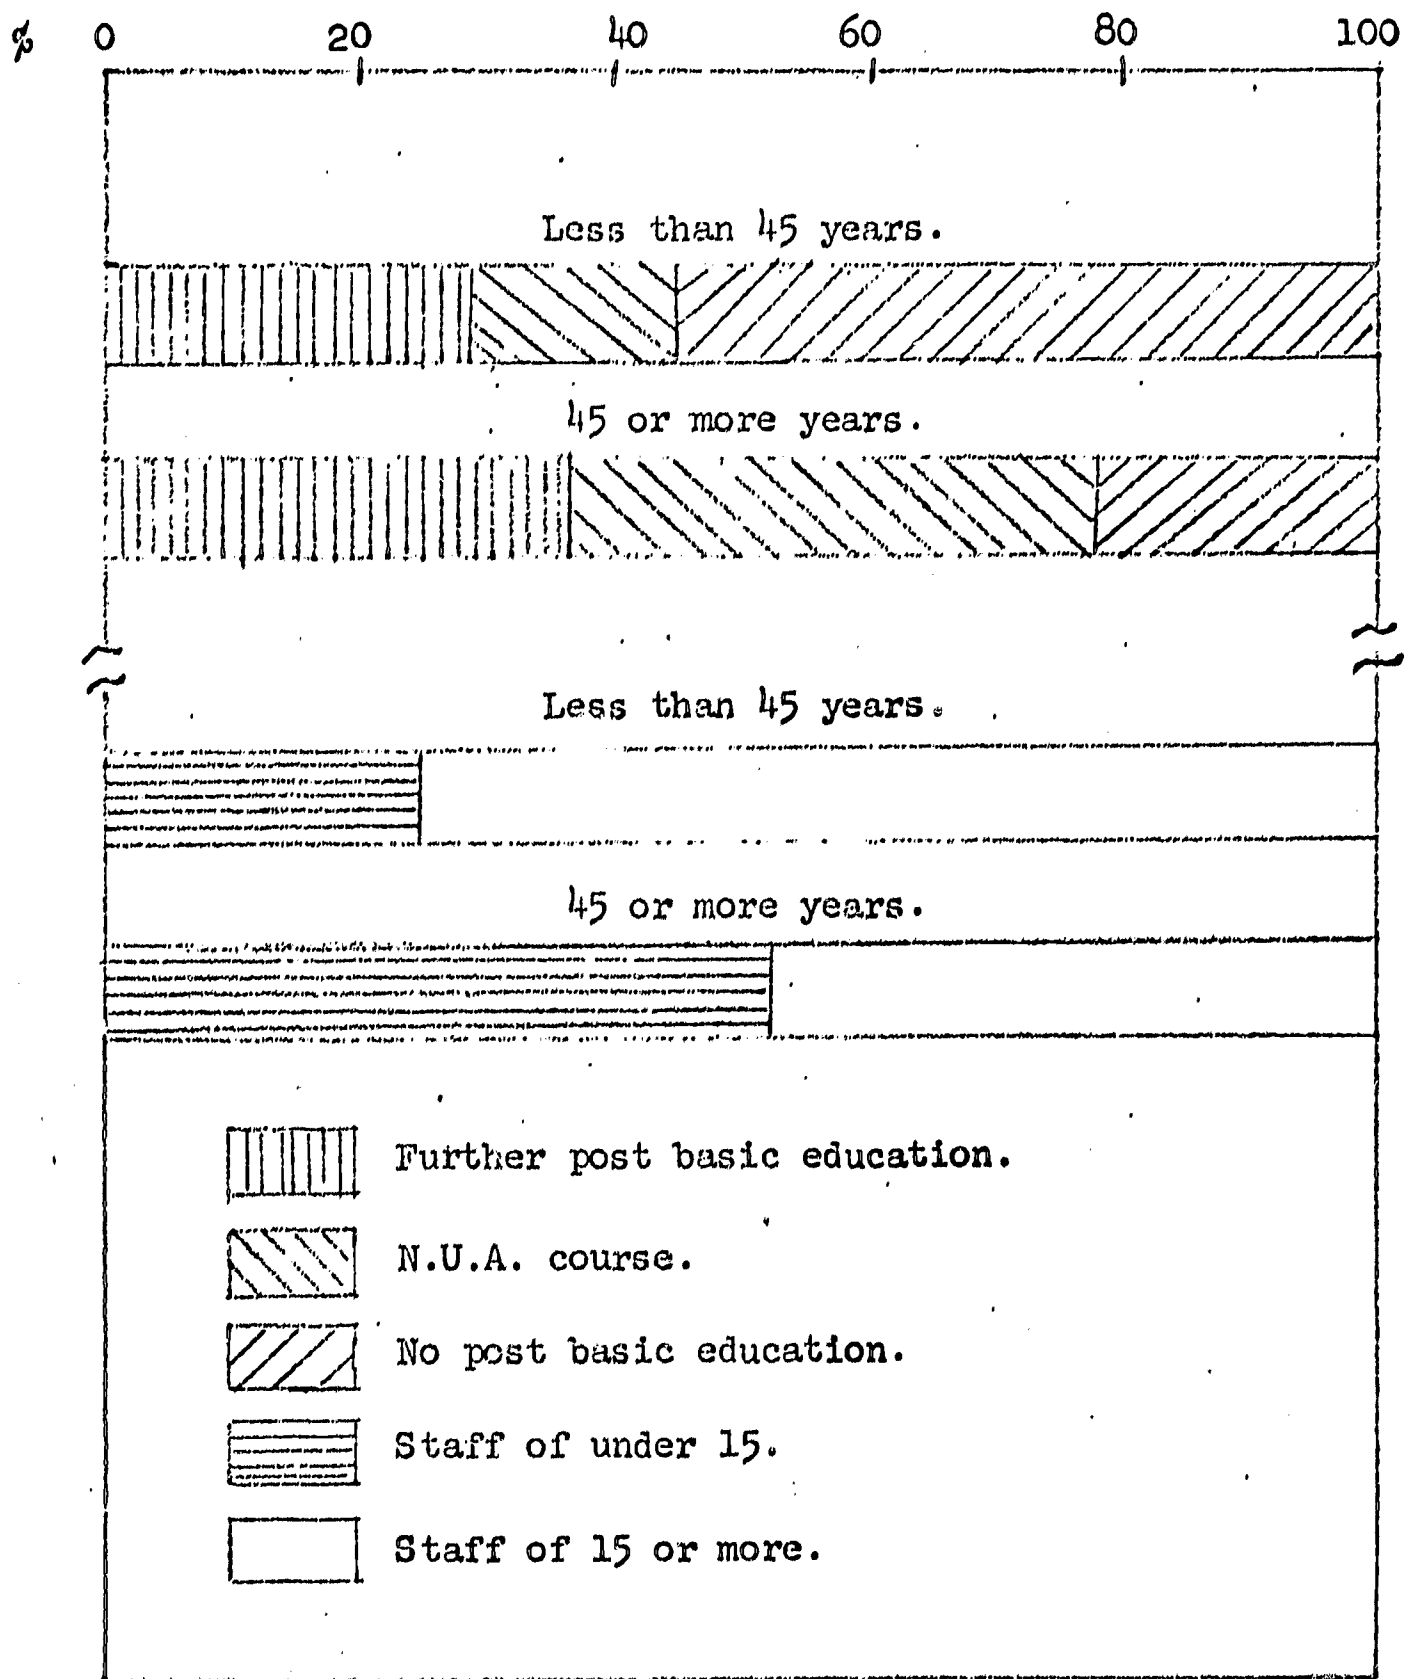 % 0 20 40 60 80 100
Less than 45 years.
45 or more years.
Less than 45 years.
45 or more years.
Further post basic education.
N.U.A. course.
No post basic education.
Staff of under 15.
Staff of 15 or more.